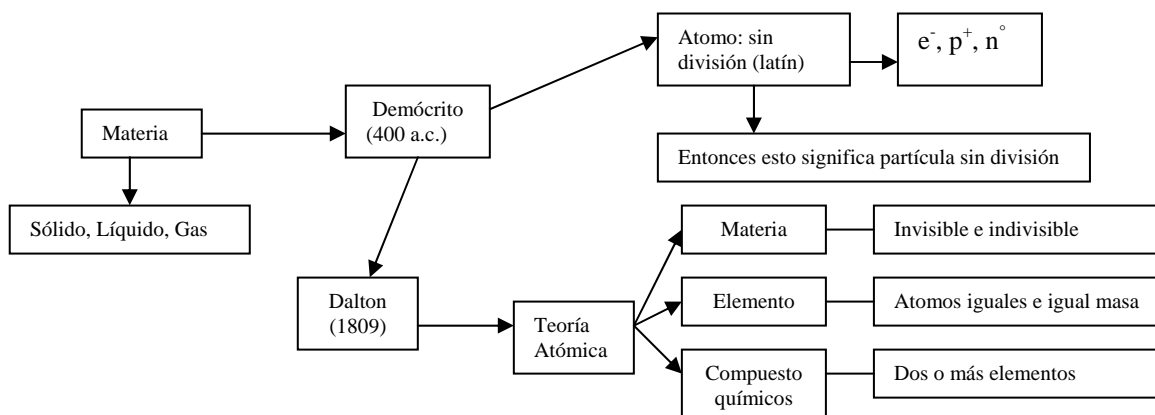 Materia
Sólido, Líquido, Gas
Demócrito
(400 a.c.)
Atomo: sin
división (latín)
e-, p+, n°
Entonces esto significa partícula sin división
Dalton
(1809)
Teoría
Atómica
Materia
Invisible e indivisible
Elemento
Atomos iguales e igual masa
Compuesto
químicos
Dos o más elementos